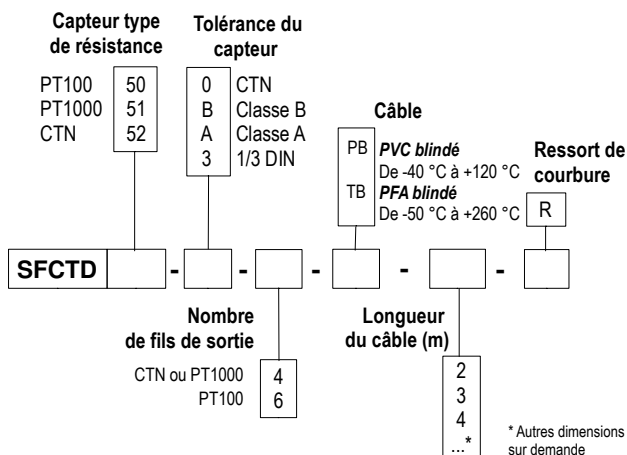 Capteur type
de résistance
Tolérance du
capteur
PT100 50
PT1000 51
CTN 52
0 CTN
B Classe B
A Classe A
3 1/3 DIN
Câble
PB PVC blindé
De -40 °C à +120 °C
TB PFA blindé
De -50 °C à +260 °C
Ressort de
courbure
R
SFCTD - - - - -
Nombre
de fils de sortie
CTN ou PT1000 4
PT100 6
Longueur
du câble (m)
2
3
4
...*
* Autres dimensions
sur demande